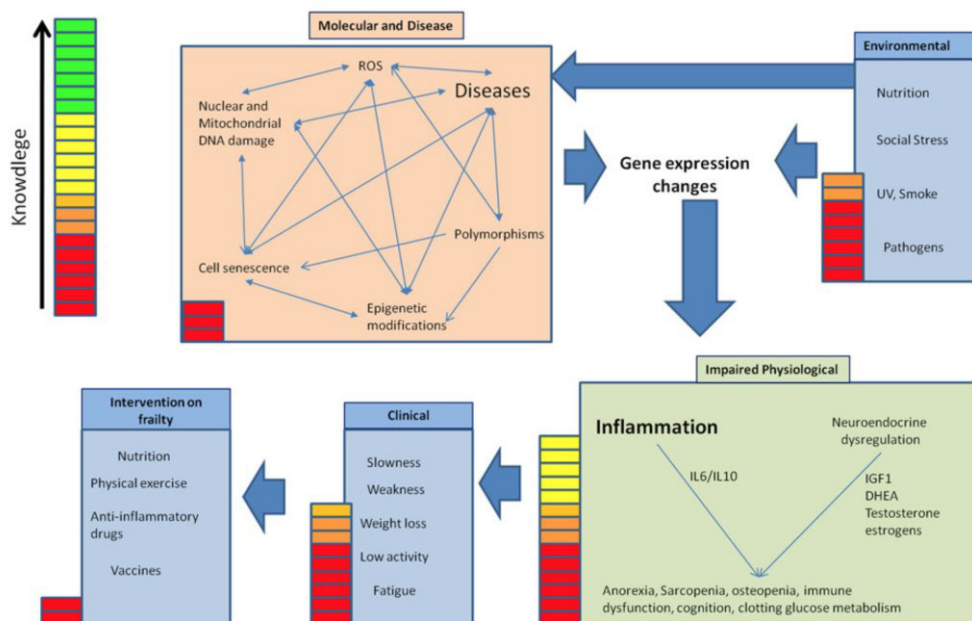 Knowdlege
Molecular and Disease
ROS
Diseases
Nuclear and
Mitochondrial
DNA damage
Polymorphisms
Cell senescence
Epigenetic
modifications
Gene expression
changes
Environmental
Nutrition
Social Stress
UV, Smoke
Pathogens
Intervention on
frailty
Nutrition
Physical exercise
Anti-inflammatory
drugs
Vaccines
Clinical
Slowness
Weakness
Weight loss
Low activity
Fatigue
Impaired Physiological
Inflammation
Neuroendocrine
dysregulation
IL6/IL10
IGF1
DHEA
Testosterone
estrogens
Anorexia, Sarcopenia, osteopenia, immune
dysfunction, cognition, clotting glucose metabolism